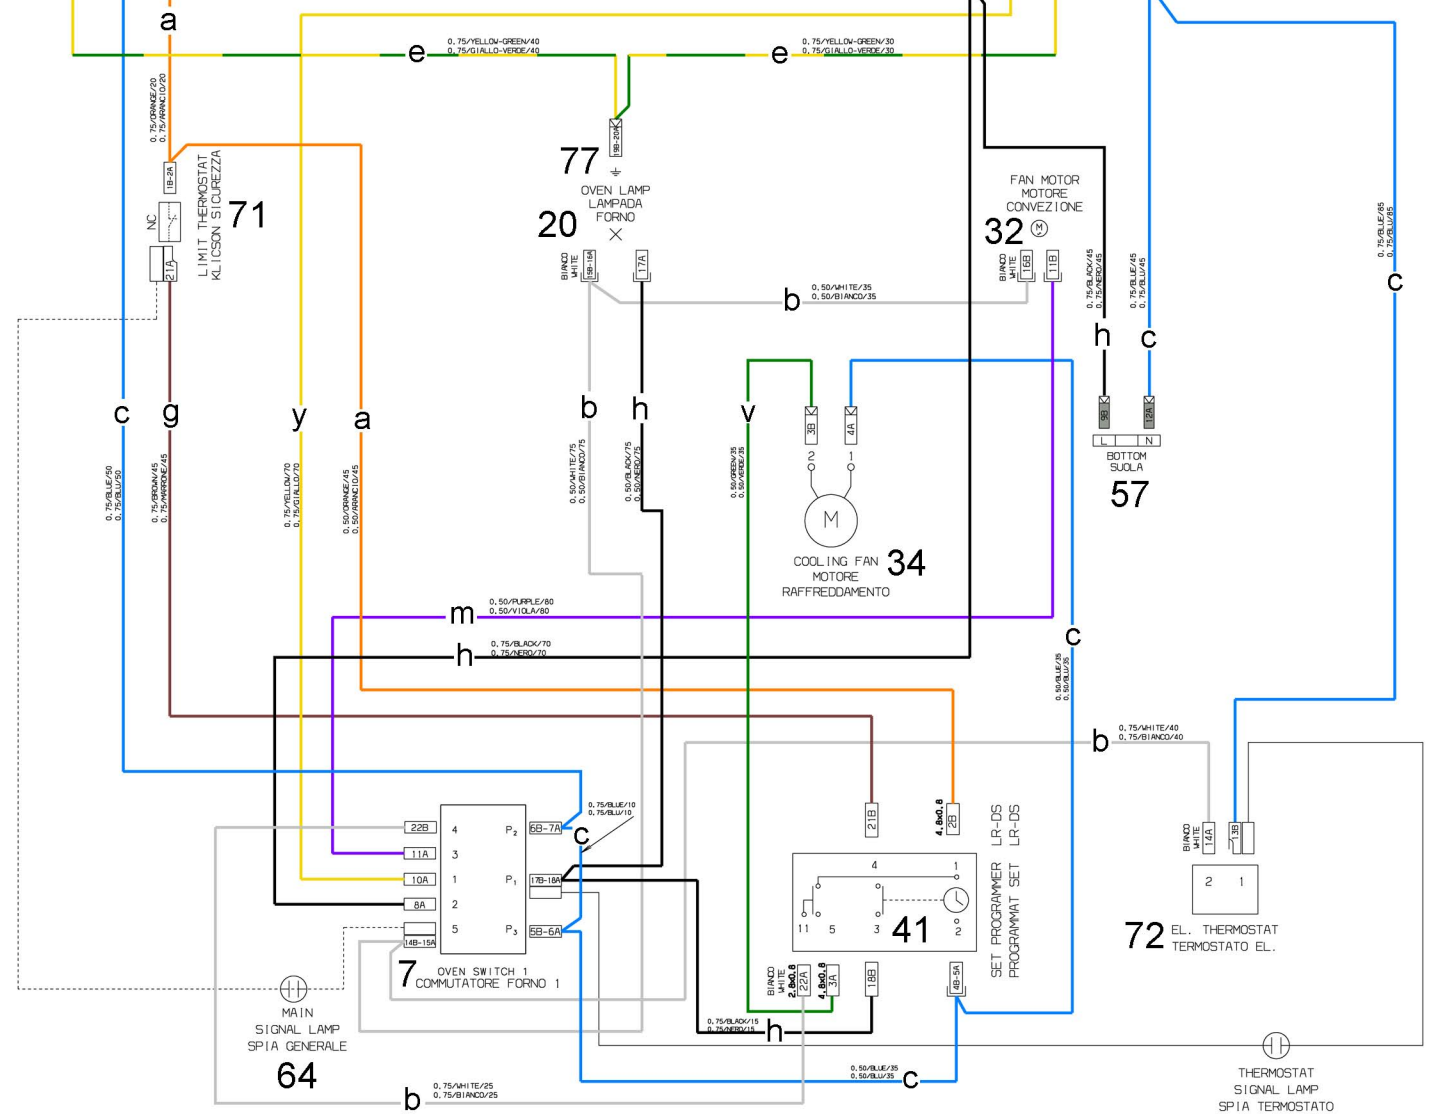 a
e
0.75/YELLOW-GREEN/40
0.75/GIALLO-VERDE/40
e
0.75/YELLOW-GREEN/30
0.75/GIALLO-VERDE/30
0.75/ORANGE/20
0.75/ARANCIO/20
1B-2A
NC
21A
LIMIT THERMOSTAT
KLICSON SICUREZZA
71
19B-20A
77
OVEN LAMP
LAMPADA
FORNO
20
BIANCO
WHITE
15B-16A
17A
FAN MOTOR
MOTORE
CONVEZIONE
32
M
BIANCO
WHITE
16B
11B
b
0.50/WHITE/35
0.50/BIANCO/35
0.75/BLACK/45
0.75/NERO/45
0.75/BLUE/45
0.75/BLU/45
0.75/BLUE/85
0.75/BLU/85
c
h
c
9B
12A
L
N
BOTTOM
SUOLA
57
c
g
y
a
b
h
v
0.75/BLUE/50
0.75/BLU/50
0.75/BROWN/45
0.75/MARRONE/45
0.75/YELLOW/70
0.75/GIALLO/70
0.50/ORANGE/45
0.50/ARANCIO/45
0.50/WHITE/75
0.50/BIANCO/75
0.50/BLACK/75
0.50/NERO/75
0.50/GREEN/35
0.50/VERDE/35
3B
4A
2
1
M
COOLING FAN
MOTORE
RAFFREDDAMENTO
34
m
0.50/PURPLE/80
0.50/VIOLA/80
h
0.75/BLACK/70
0.75/NERO/70
c
0.50/BLUE/35
0.50/BLU/35
b
0.75/WHITE/40
0.75/BIANCO/40
0.75/BLUE/10
0.75/BLU/10
c
22B
4
P2
6B-7A
11A
3
10A
1
P1
17B-18A
8A
2
5
P3
5B-6A
14B-15A
7
OVEN SWITCH 1
COMMUTATORE FORNO 1
21B
4.8x0.8
2B
4
1
11
5
3
2
41
SET PROGRAMMER LR-DS
PROGRAMMAT SET LR-DS
BIANCO
WHITE
2.8x0.8
22A
4.8x0.8
3A
18B
4B-5A
BIANCO
WHITE
14A
13B
2
1
72
EL. THERMOSTAT
TERMOSTATO EL.
MAIN
SIGNAL LAMP
SPIA GENERALE
64
0.75/BLACK/15
0.75/NERO/15
h
0.50/BLUE/35
0.50/BLU/35
c
b
0.75/WHITE/25
0.75/BIANCO/25
THERMOSTAT
SIGNAL LAMP
SPIA TERMOSTATO